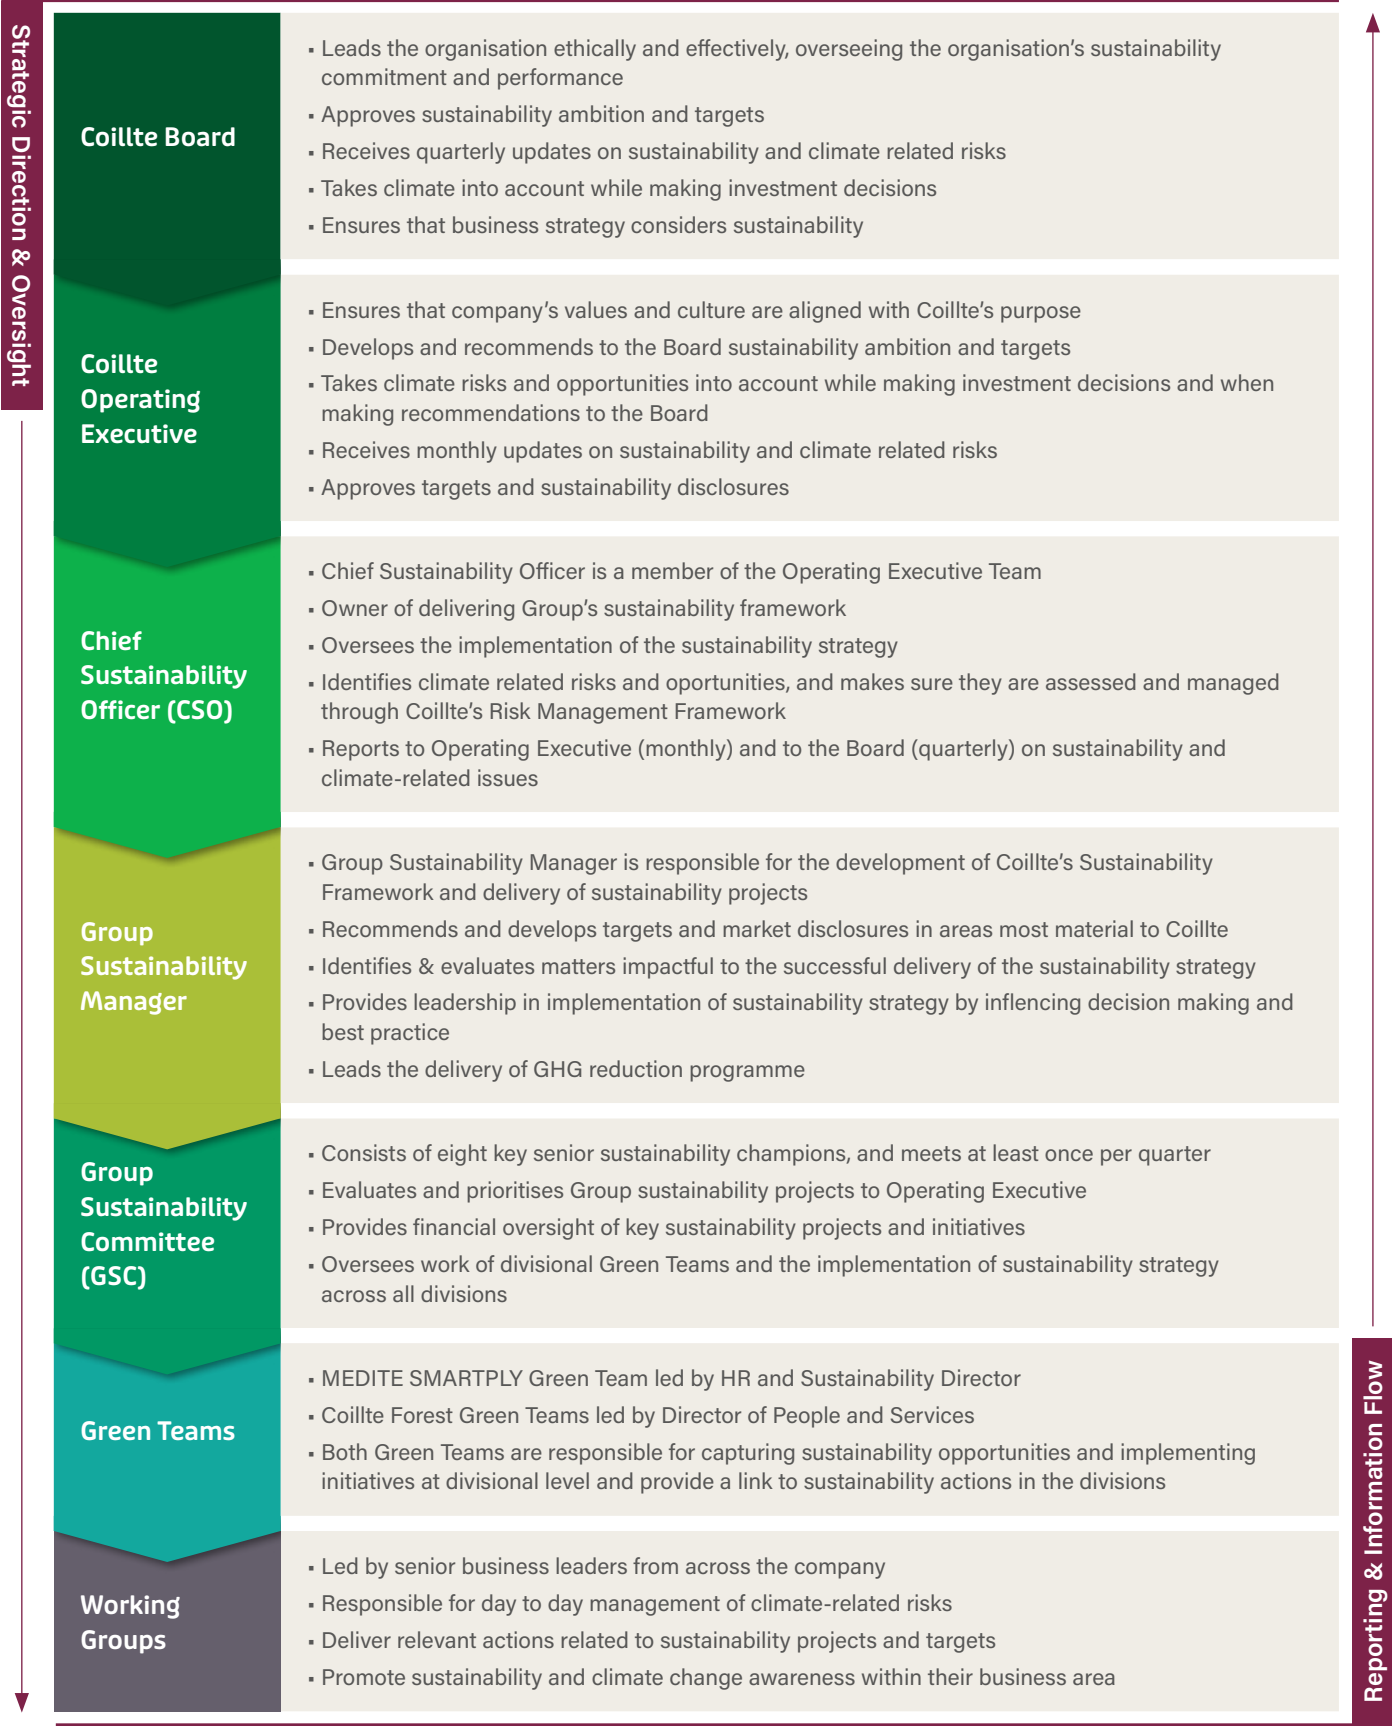 Strategic Direction & Oversight
Coillte Board
▪ Leads the organisation ethically and effectively, overseeing the organisation’s sustainability
commitment and performance
▪ Approves sustainability ambition and targets
▪ Receives quarterly updates on sustainability and climate related risks
▪ Takes climate into account while making investment decisions
▪ Ensures that business strategy considers sustainability
Coillte
Operating
Executive
▪ Ensures that company’s values and culture are aligned with Coillte’s purpose
▪ Develops and recommends to the Board sustainability ambition and targets
▪ Takes climate risks and opportunities into account while making investment decisions and when
making recommendations to the Board
▪ Receives monthly updates on sustainability and climate related risks
▪ Approves targets and sustainability disclosures
Chief
Sustainability
Officer (CSO)
▪ Chief Sustainability Officer is a member of the Operating Executive Team
▪ Owner of delivering Group’s sustainability framework
▪ Oversees the implementation of the sustainability strategy
▪ Identifies climate related risks and oportunities, and makes sure they are assessed and managed
through Coillte’s Risk Management Framework
▪ Reports to Operating Executive (monthly) and to the Board (quarterly) on sustainability and
climate-related issues
Group
Sustainability
Manager
▪ Group Sustainability Manager is responsible for the development of Coillte’s Sustainability
Framework and delivery of sustainability projects
▪ Recommends and develops targets and market disclosures in areas most material to Coillte
▪ Identifies & evaluates matters impactful to the successful delivery of the sustainability strategy
▪ Provides leadership in implementation of sustainability strategy by inflencing decision making and
best practice
▪ Leads the delivery of GHG reduction programme
Group
Sustainability
Committee
(GSC)
▪ Consists of eight key senior sustainability champions, and meets at least once per quarter
▪ Evaluates and prioritises Group sustainability projects to Operating Executive
▪ Provides financial oversight of key sustainability projects and initiatives
▪ Oversees work of divisional Green Teams and the implementation of sustainability strategy
across all divisions
Green Teams
▪ MEDITE SMARTPLY Green Team led by HR and Sustainability Director
▪ Coillte Forest Green Teams led by Director of People and Services
▪ Both Green Teams are responsible for capturing sustainability opportunities and implementing
initiatives at divisional level and provide a link to sustainability actions in the divisions
Working
Groups
▪ Led by senior business leaders from across the company
▪ Responsible for day to day management of climate-related risks
▪ Deliver relevant actions related to sustainability projects and targets
▪ Promote sustainability and climate change awareness within their business area
Reporting & Information Flow